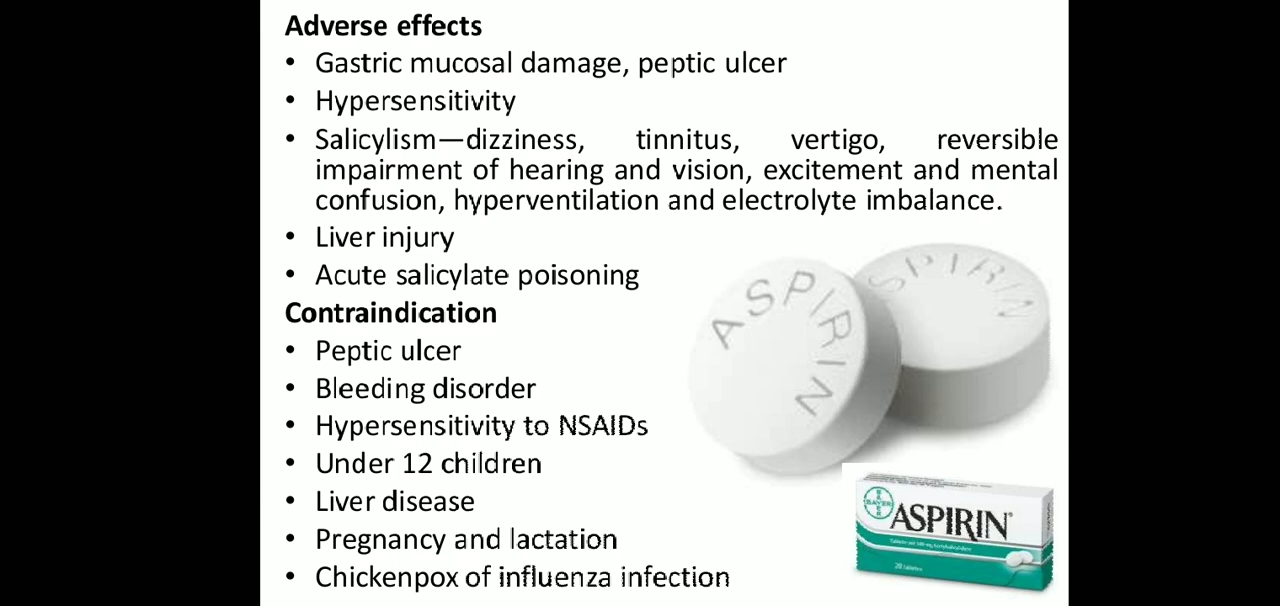 Adverse effects
• Gastric mucosal damage, peptic ulcer
• Hypersensitivity
• Salicylism—dizziness, tinnitus, vertigo, reversible
impairment of hearing and vision, excitement and mental
confusion, hyperventilation and electrolyte imbalance.
• Liver injury
• Acute salicylate poisoning
Contraindication
• Peptic ulcer
• Bleeding disorder
• Hypersensitivity to NSAIDs
• Under 12 children
• Liver disease
• Pregnancy and lactation
• Chickenpox of influenza infection
ASPIRIN
ASPIRIN
BAYER
ASPIRIN®